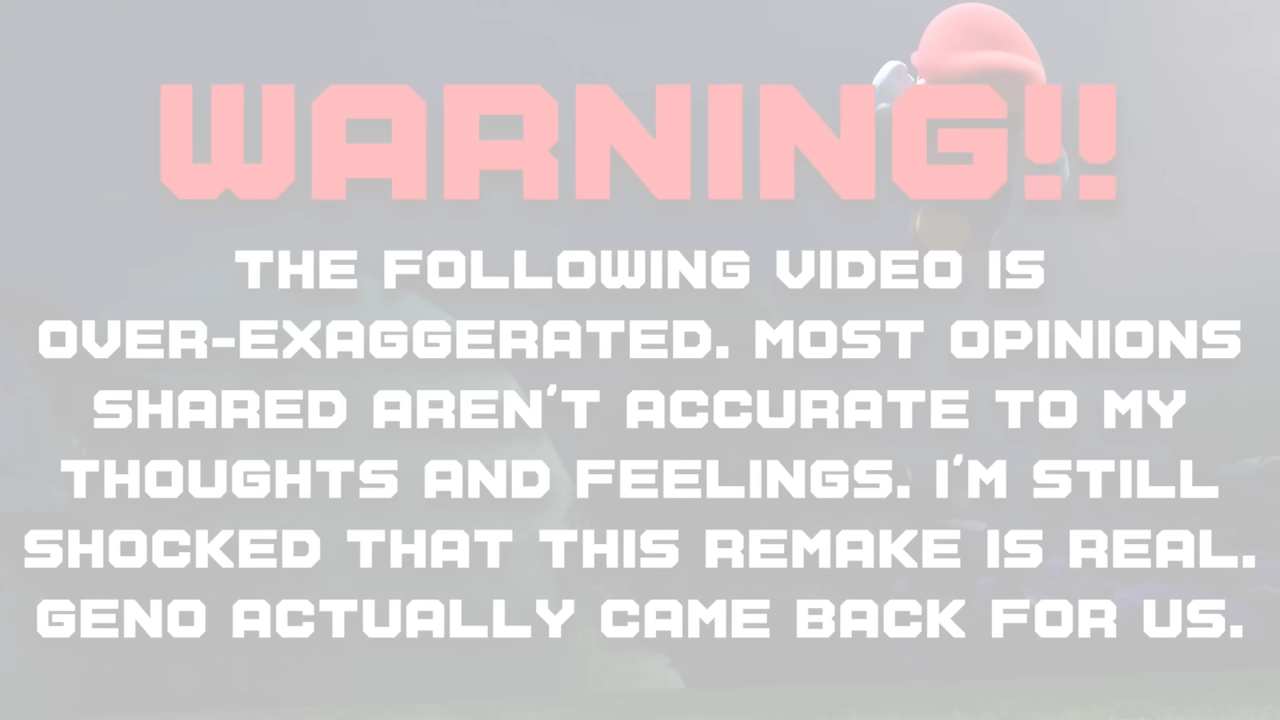 WARNING!!
THE FOLLOWING VIDEO IS
OVER-EXAGGERATED. MOST OPINIONS
SHARED AREN'T ACCURATE TO MY
THOUGHTS AND FEELINGS. I'M STILL
SHOCKED THAT THIS REMAKE IS REAL.
GENO ACTUALLY CAME BACK FOR US.